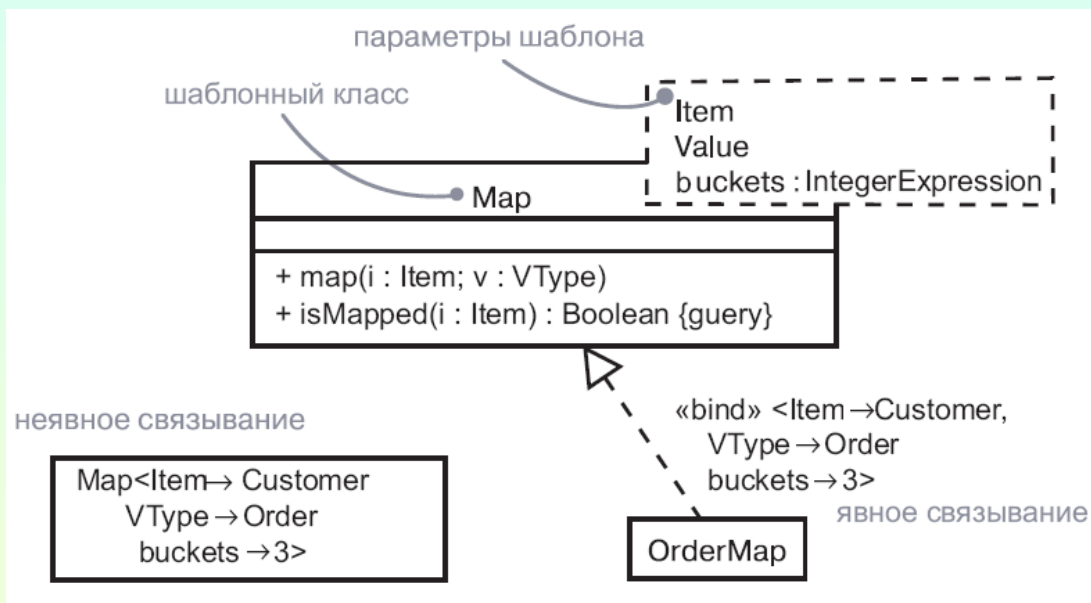 параметры шаблона
шаблонный класс
Item
Value
buckets : IntegerExpression
Map
+ map(i : Item; v : VType)
+ isMapped(i : Item) : Boolean {guery}
неявное связывание
Map<Item→ Customer
VType→Order
buckets →3>
«bind» <Item→Customer,
VType→Order
buckets→3>
явное связывание
OrderMap